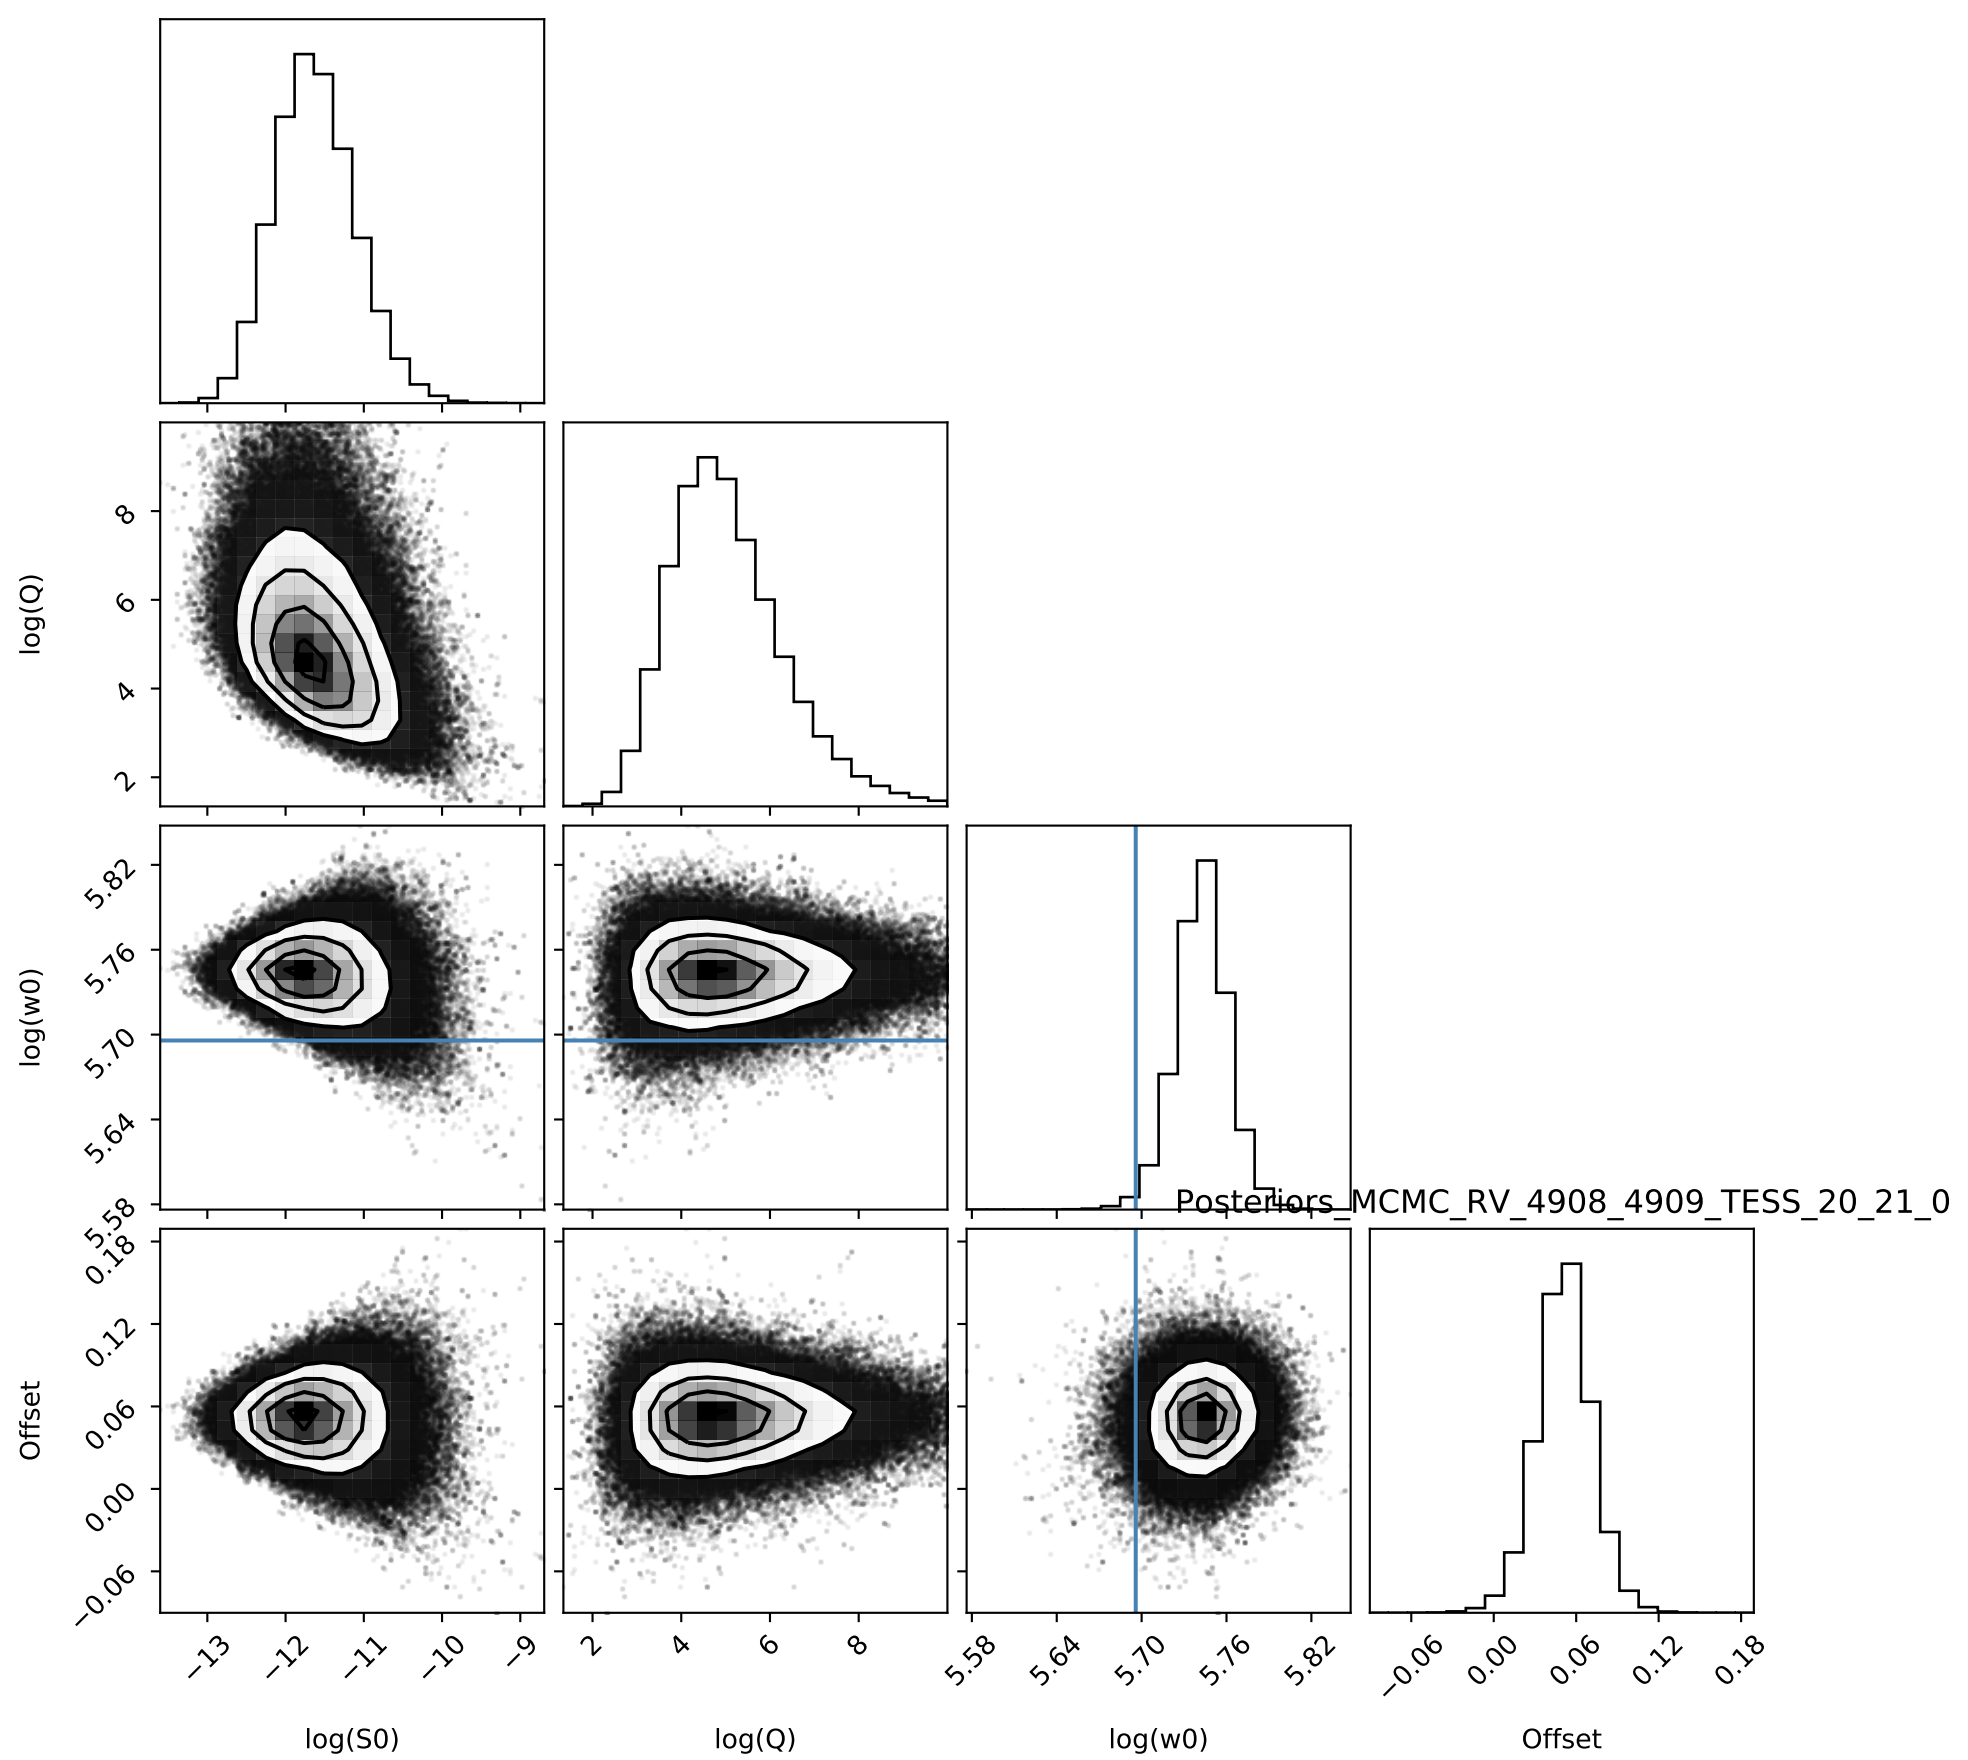 log(Q)
8
6
4
2
log(w0)
5.82
5.76
5.70
5.64
5.58
Posteriors_MCMC_RV_4908_4909_TESS_20_21_0
Offset
0.18
0.12
0.06
0.00
−0.06
−13 −12 −11 −10 −9 2 4 6 8 5.58 5.64 5.70 5.76 5.82 −0.06 0.00 0.06 0.12 0.18
log(S0) log(Q) log(w0) Offset